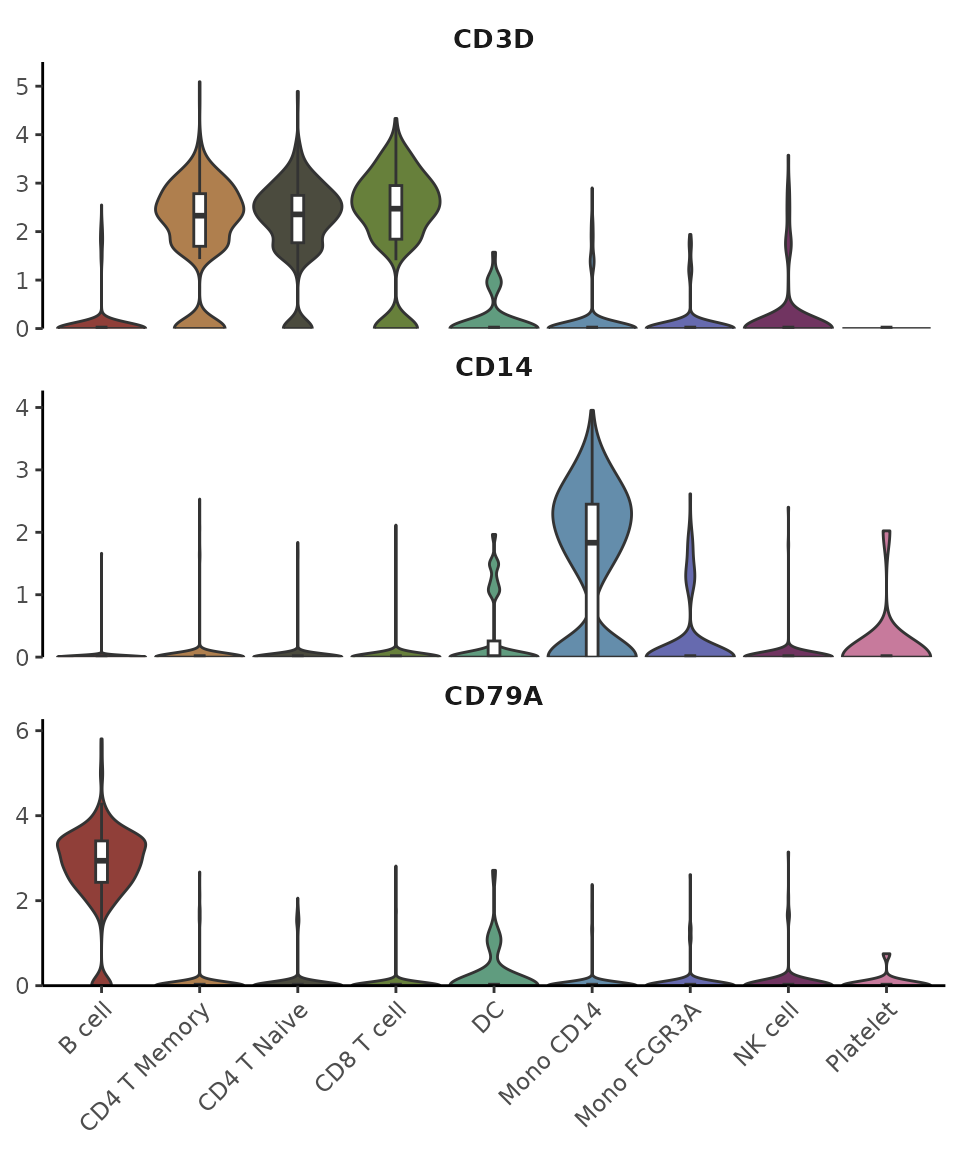 CD3D
5
4
3
2
1
0
CD14
4
3
2
1
0
CD79A
6
4
2
0
B cell
CD4 T Memory
CD4 T Naive
CD8 T cell
DC
Mono CD14
Mono FCGR3A
NK cell
Platelet